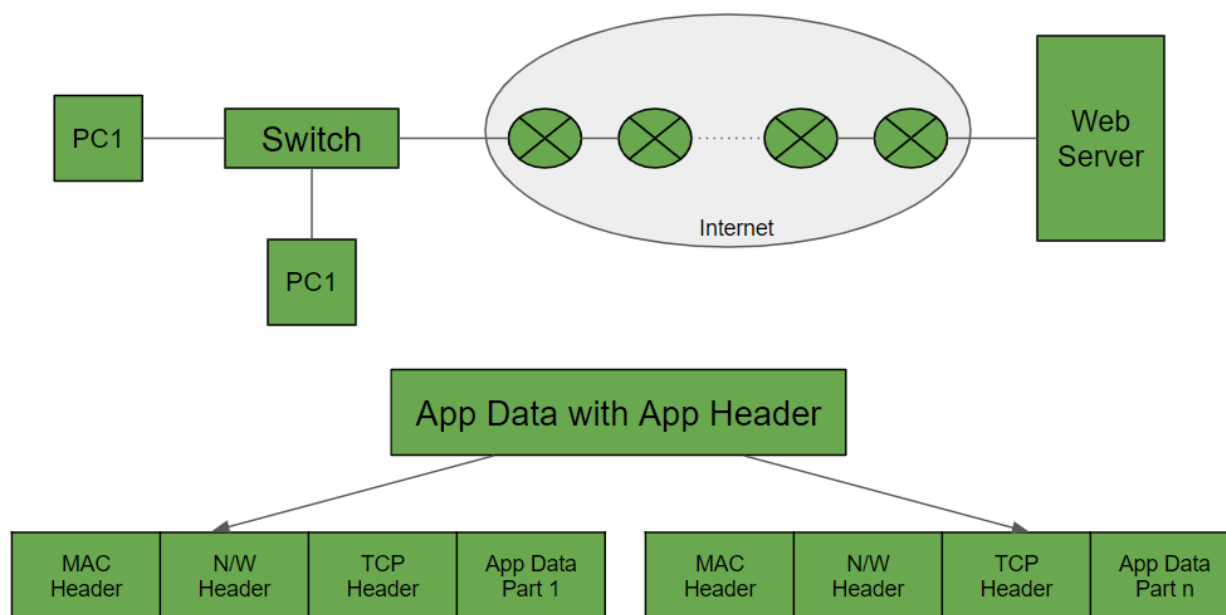 PC1
Switch
Web
Server
Internet
PC1
App Data with App Header
MAC
Header
N/W
Header
TCP
Header
App Data
Part 1
MAC
Header
N/W
Header
TCP
Header
App Data
Part n